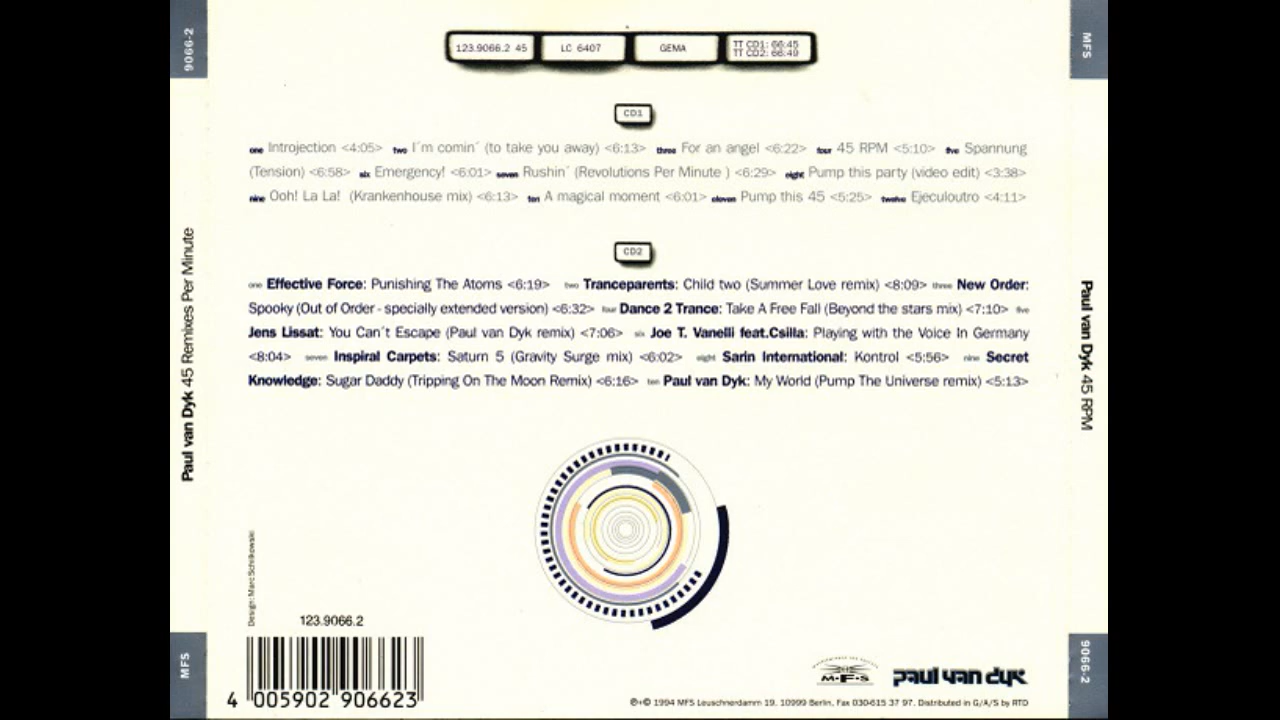 9066-2
MFS
123.9066.2 45
LC 6407
GEMA
TT CD1: 66:45
TT CD2: 66:49
CD1
one Introjection <4:05> two I´m comin´ (to take you away) <6:13> three For an angel <6:22> four 45 RPM <5:10> five Spannung
(Tension) <6:58> six Emergency! <6:01> seven Rushin´ (Revolutions Per Minute ) <6:29> eight Pump this party (video edit) <3:38>
nine Ooh! La La! (Krankenhouse mix) <6:13> ten A magical moment <6:01> eleven Pump this 45 <5:25> twelve Ejeculoutro <4:11>
CD2
one Effective Force: Punishing The Atoms <6:19> two Tranceparents: Child two (Summer Love remix) <8:09> three New Order:
Spooky (Out of Order - specially extended version) <6:32> four Dance 2 Trance: Take A Free Fall (Beyond the stars mix) <7:10> five
Jens Lissat: You Can´t Escape (Paul van Dyk remix) <7:06> six Joe T. Vanelli feat.Csilla: Playing with the Voice In Germany
<8:04> seven Inspiral Carpets: Saturn 5 (Gravity Surge mix) <6:02> eight Sarin International: Kontrol <5:56> nine Secret
Knowledge: Sugar Daddy (Tripping On The Moon Remix) <6:16> ten Paul van Dyk: My World (Pump The Universe remix) <5:13>
Paul van Dyk 45 Remixes Per Minute
Paul van Dyk 45 RPM
Design: Marc Schilkowski
123.9066.2
4 005902 906623
M·F·S
paul van dyk
MFS
9066-2
℗+© 1994 MFS Leuschnerdamm 19, 10999 Berlin, Fax 030-615 37 97. Distributed in G/A/S by RTD